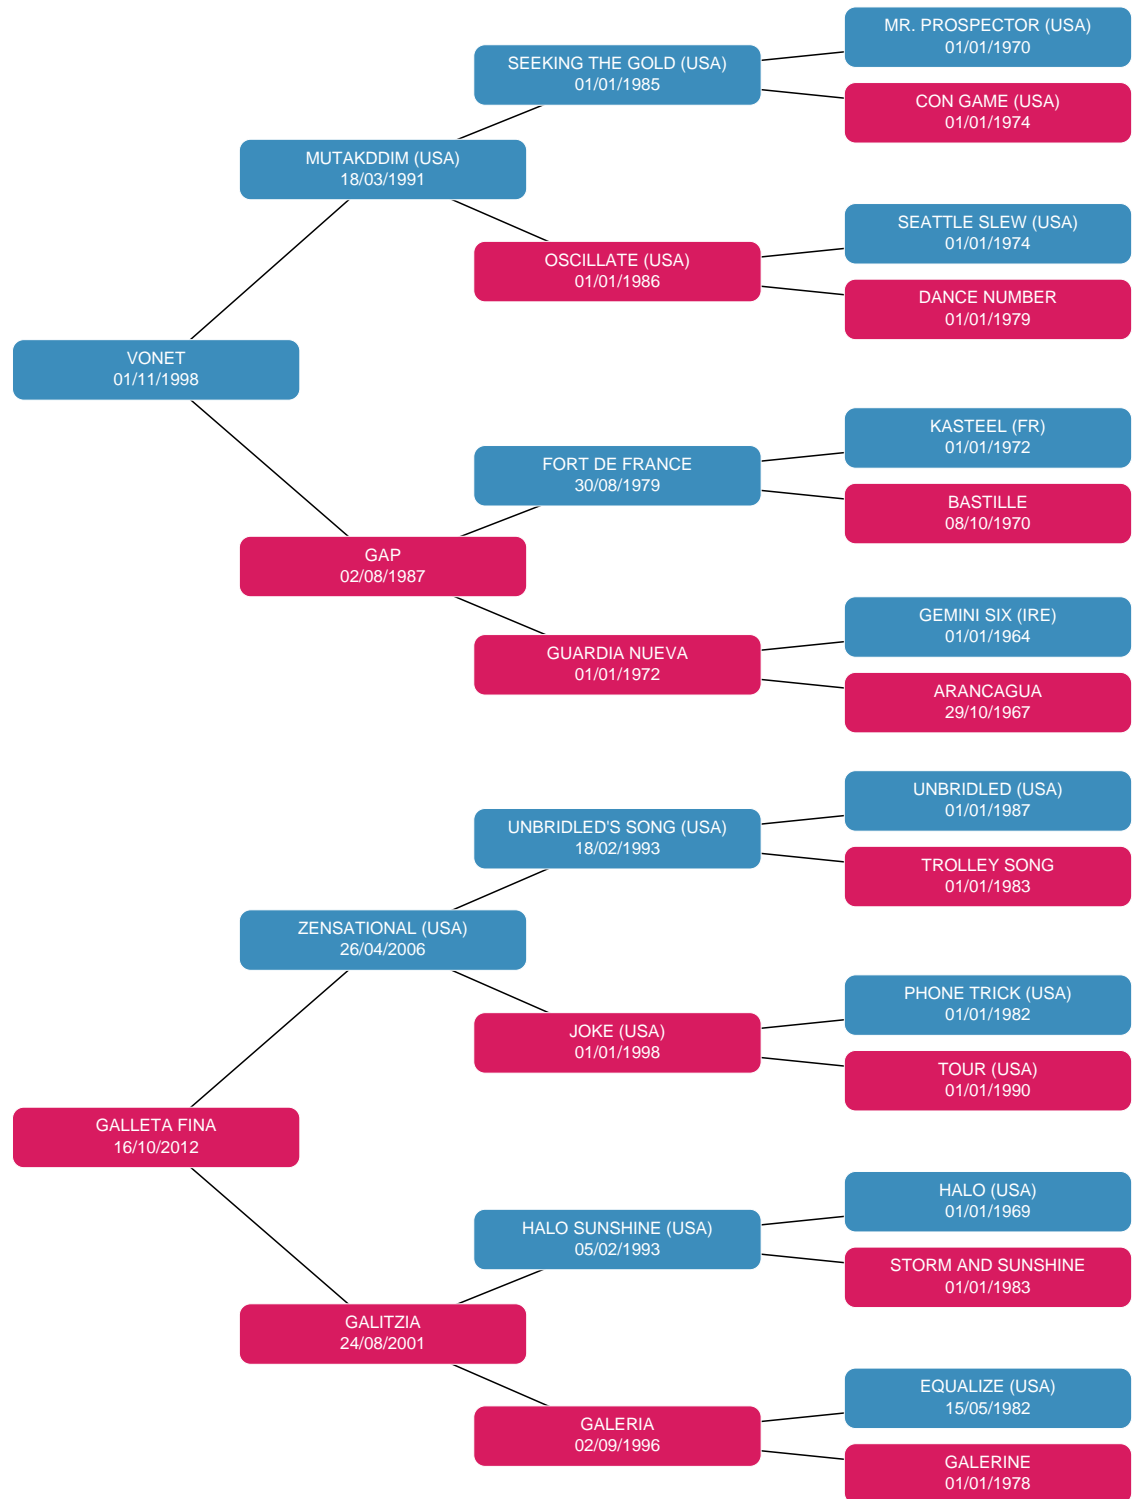 MR. PROSPECTOR (USA)
01/01/1970
SEEKING THE GOLD (USA)
01/01/1985
CON GAME (USA)
01/01/1974
MUTAKDDIM (USA)
18/03/1991
SEATTLE SLEW (USA)
01/01/1974
OSCILLATE (USA)
01/01/1986
DANCE NUMBER
01/01/1979
VONET
01/11/1998
KASTEEL (FR)
01/01/1972
FORT DE FRANCE
30/08/1979
BASTILLE
08/10/1970
GAP
02/08/1987
GEMINI SIX (IRE)
01/01/1964
GUARDIA NUEVA
01/01/1972
ARANCAGUA
29/10/1967
UNBRIDLED (USA)
01/01/1987
UNBRIDLED'S SONG (USA)
18/02/1993
TROLLEY SONG
01/01/1983
ZENSATIONAL (USA)
26/04/2006
PHONE TRICK (USA)
01/01/1982
JOKE (USA)
01/01/1998
TOUR (USA)
01/01/1990
GALLETA FINA
16/10/2012
HALO (USA)
01/01/1969
HALO SUNSHINE (USA)
05/02/1993
STORM AND SUNSHINE
01/01/1983
GALITZIA
24/08/2001
EQUALIZE (USA)
15/05/1982
GALERIA
02/09/1996
GALERINE
01/01/1978